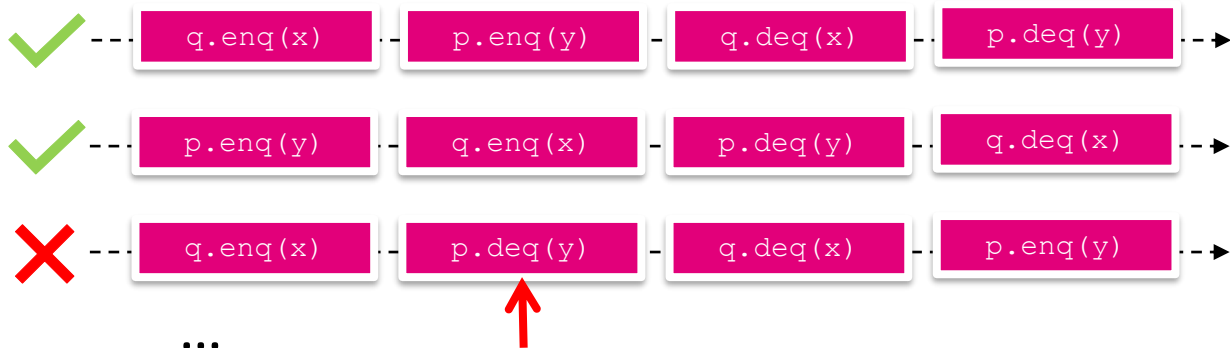 q.enq(x) p.enq(y) q.deq(x) p.deq(y)
p.enq(y) q.enq(x) p.deq(y) q.deq(x)
q.enq(x) p.deq(y) q.deq(x) p.enq(y)
...